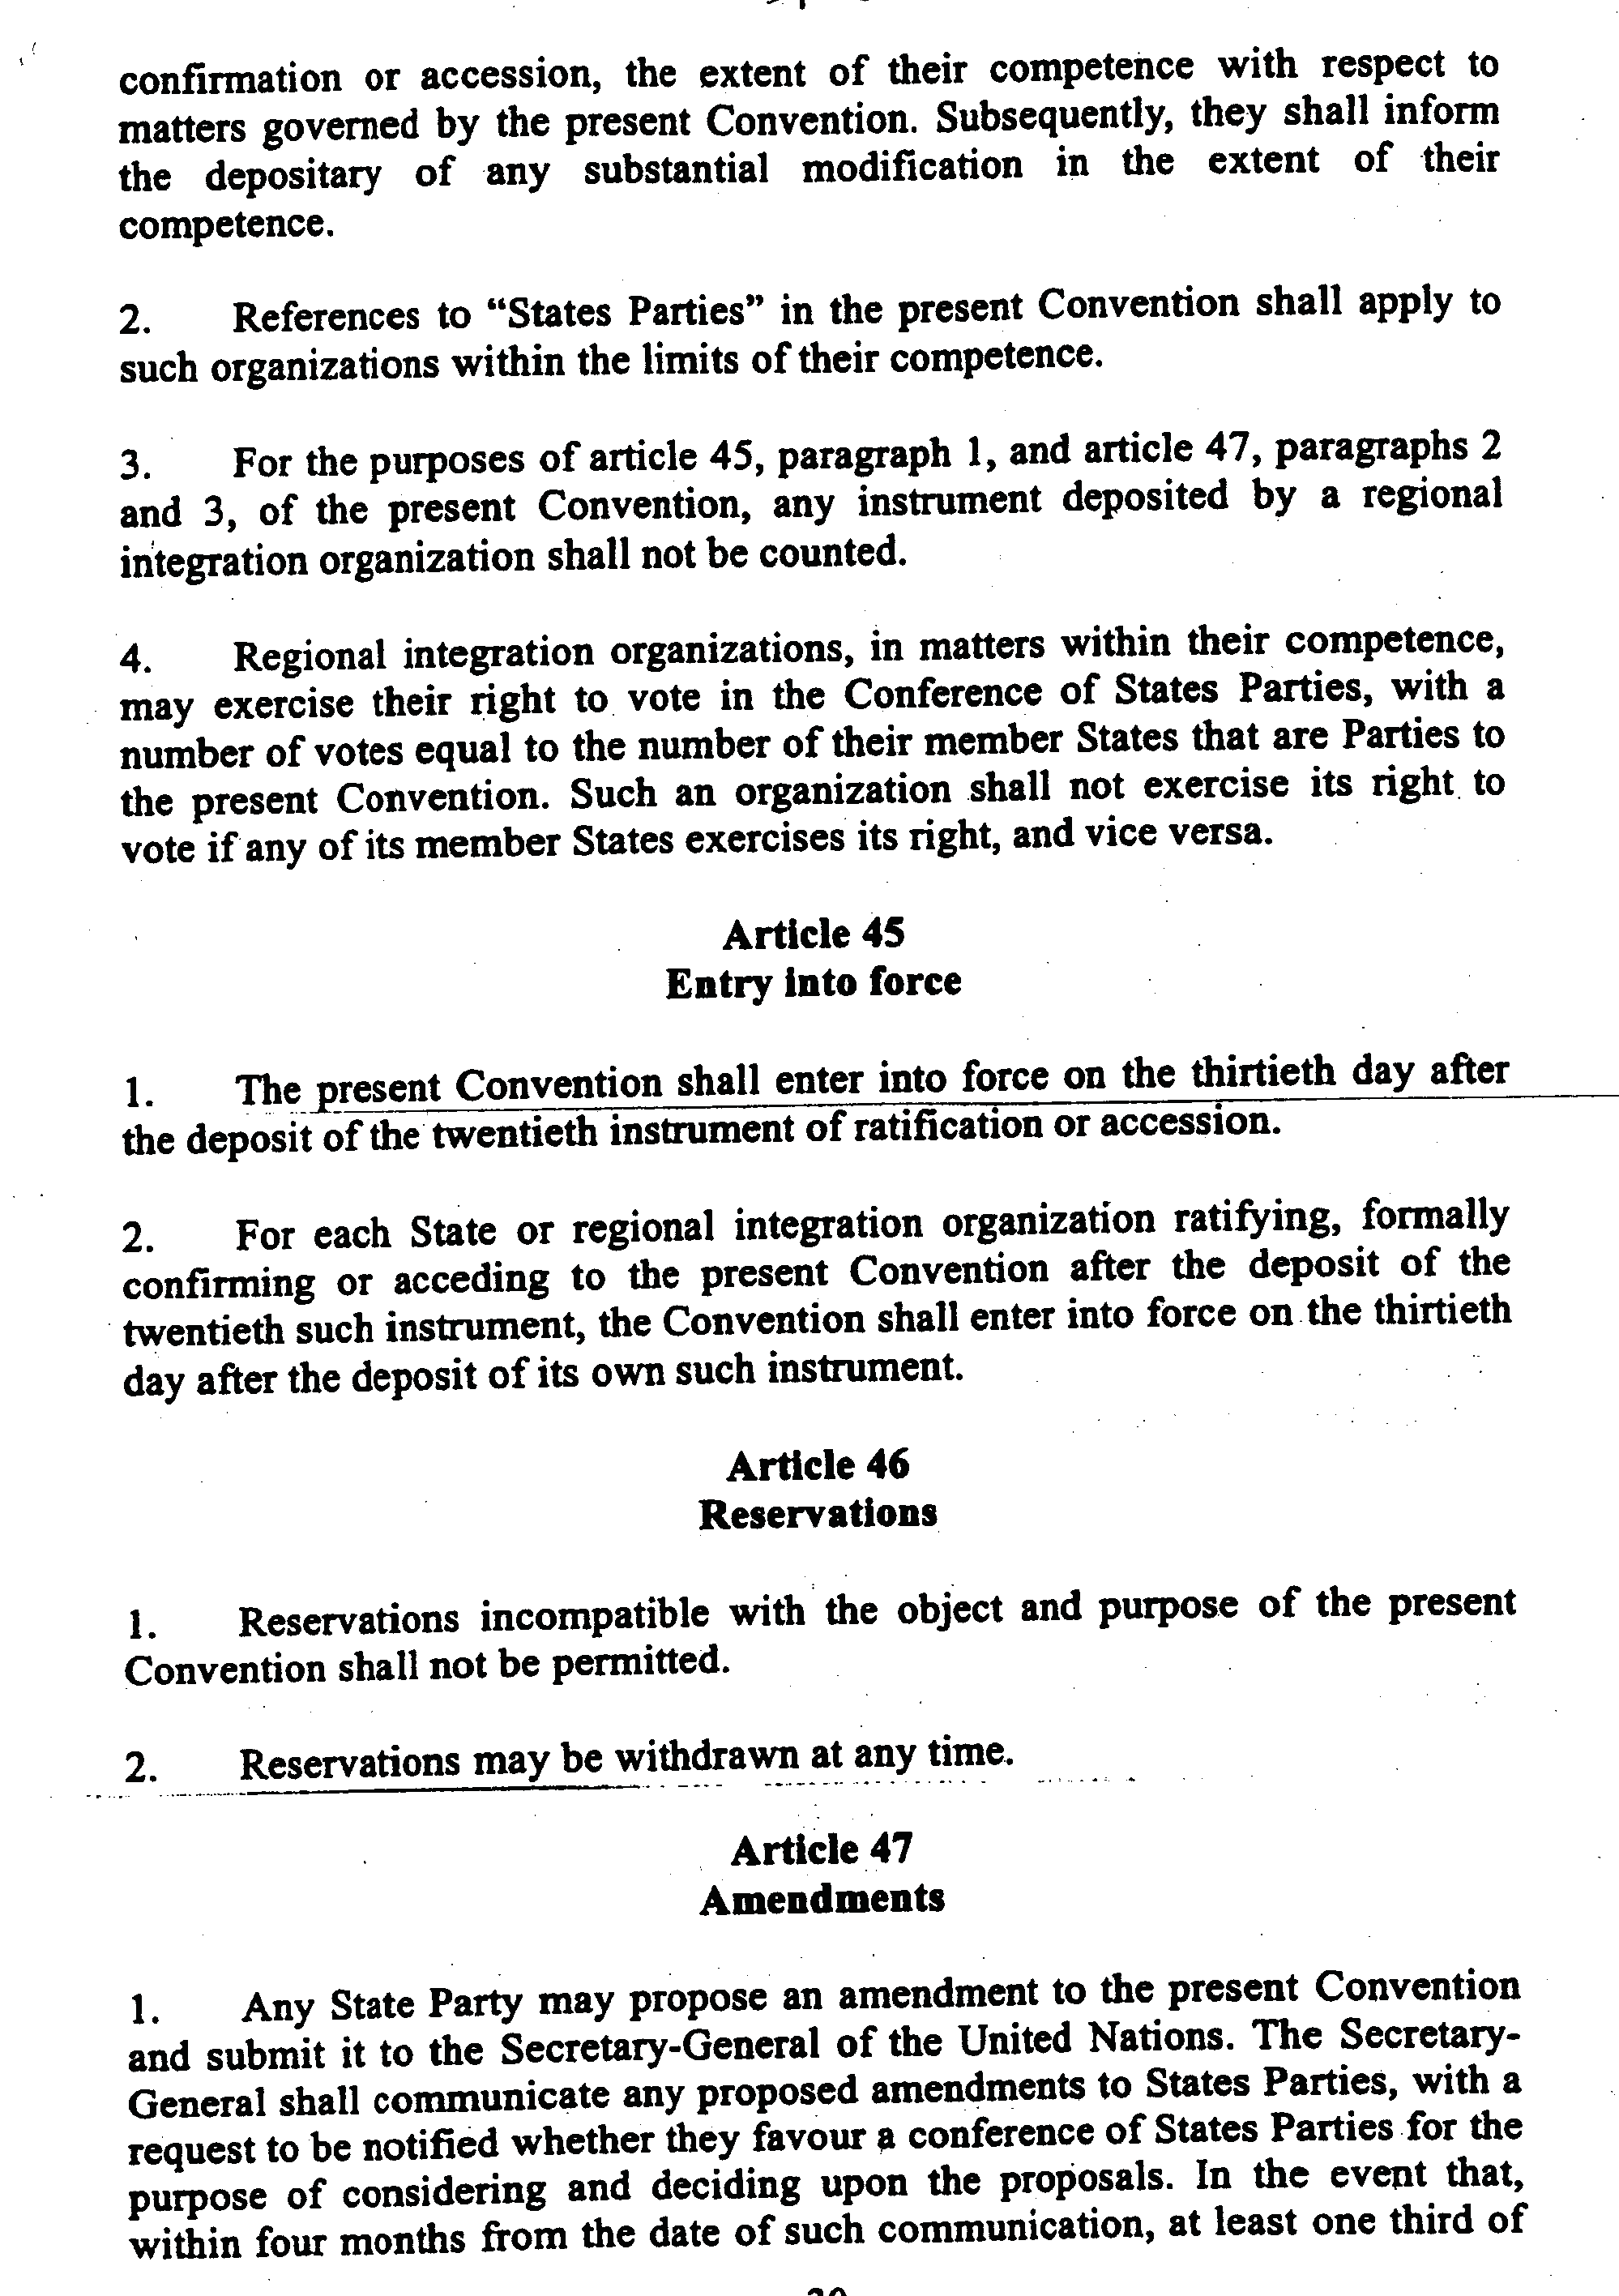 confirmation or accession, the extent of their competence with respect to
matters governed by the present Convention. Subsequently, they shall inform
the depositary of any substantial modification in the extent of their
competence.
2. References to “States Parties” in the present Convention shall apply to
such organizations within the limits of their competence.
3. For the purposes of article 45, paragraph 1, and article 47, paragraphs 2
and 3, of the present Convention, any instrument deposited by a regional
integration organization shall not be counted.
4. Regional integration organizations, in matters within their competence,
may exercise their right to vote in the Conference of States Parties, with a
number of votes equal to the number of their member States that are Parties to
the present Convention. Such an organization shall not exercise its right to
vote if any of its member States exercises its right, and vice versa.
Article 45
Entry into force
1. The present Convention shall enter into force on the thirtieth day after
the deposit of the twentieth instrument of ratification or accession.
2. For each State or regional integration organization ratifying, formally
confirming or acceding to the present Convention after the deposit of the
twentieth such instrument, the Convention shall enter into force on the thirtieth
day after the deposit of its own such instrument.
Article 46
Reservations
1. Reservations incompatible with the object and purpose of the present
Convention shall not be permitted.
2. Reservations may be withdrawn at any time.
Article 47
Amendments
1. Any State Party may propose an amendment to the present Convention
and submit it to the Secretary-General of the United Nations. The Secretary-
General shall communicate any proposed amendments to States Parties, with a
request to be notified whether they favour a conference of States Parties for the
purpose of considering and deciding upon the proposals. In the event that,
within four months from the date of such communication, at least one third of